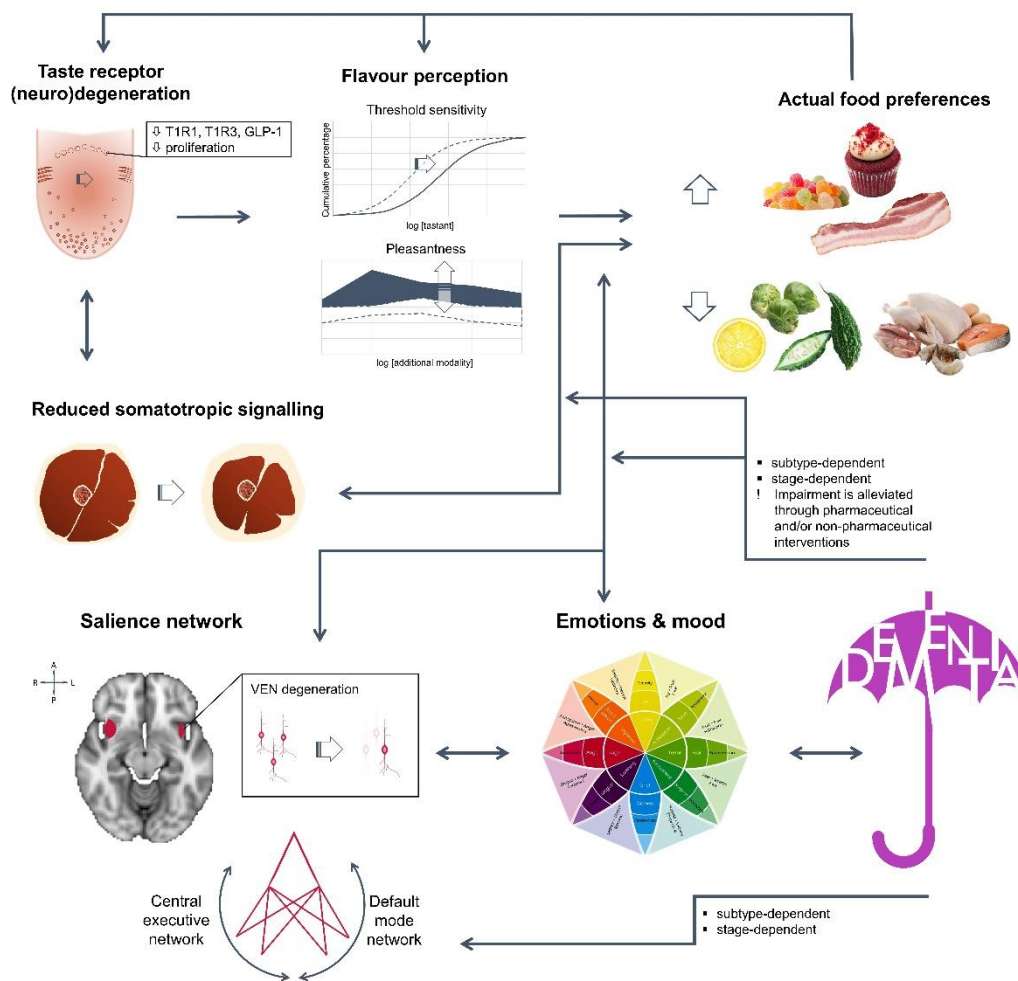 Taste receptor
(neuro)degeneration
⇩ T1R1, T1R3, GLP-1
⇩ proliferation
Flavour perception
Threshold sensitivity
Cumulative percentage
log [tastant]
Pleasantness
log [additional modality]
Actual food preferences
Reduced somatotropic signalling
▪ subtype-dependent
▪ stage-dependent
! Impairment is alleviated
through pharmaceutical
and/or non-pharmaceutical
interventions
Salience network
A
R L
P
VEN degeneration
Emotions & mood
DEMENTIA
Central
executive
network
Default
mode
network
▪ subtype-dependent
▪ stage-dependent